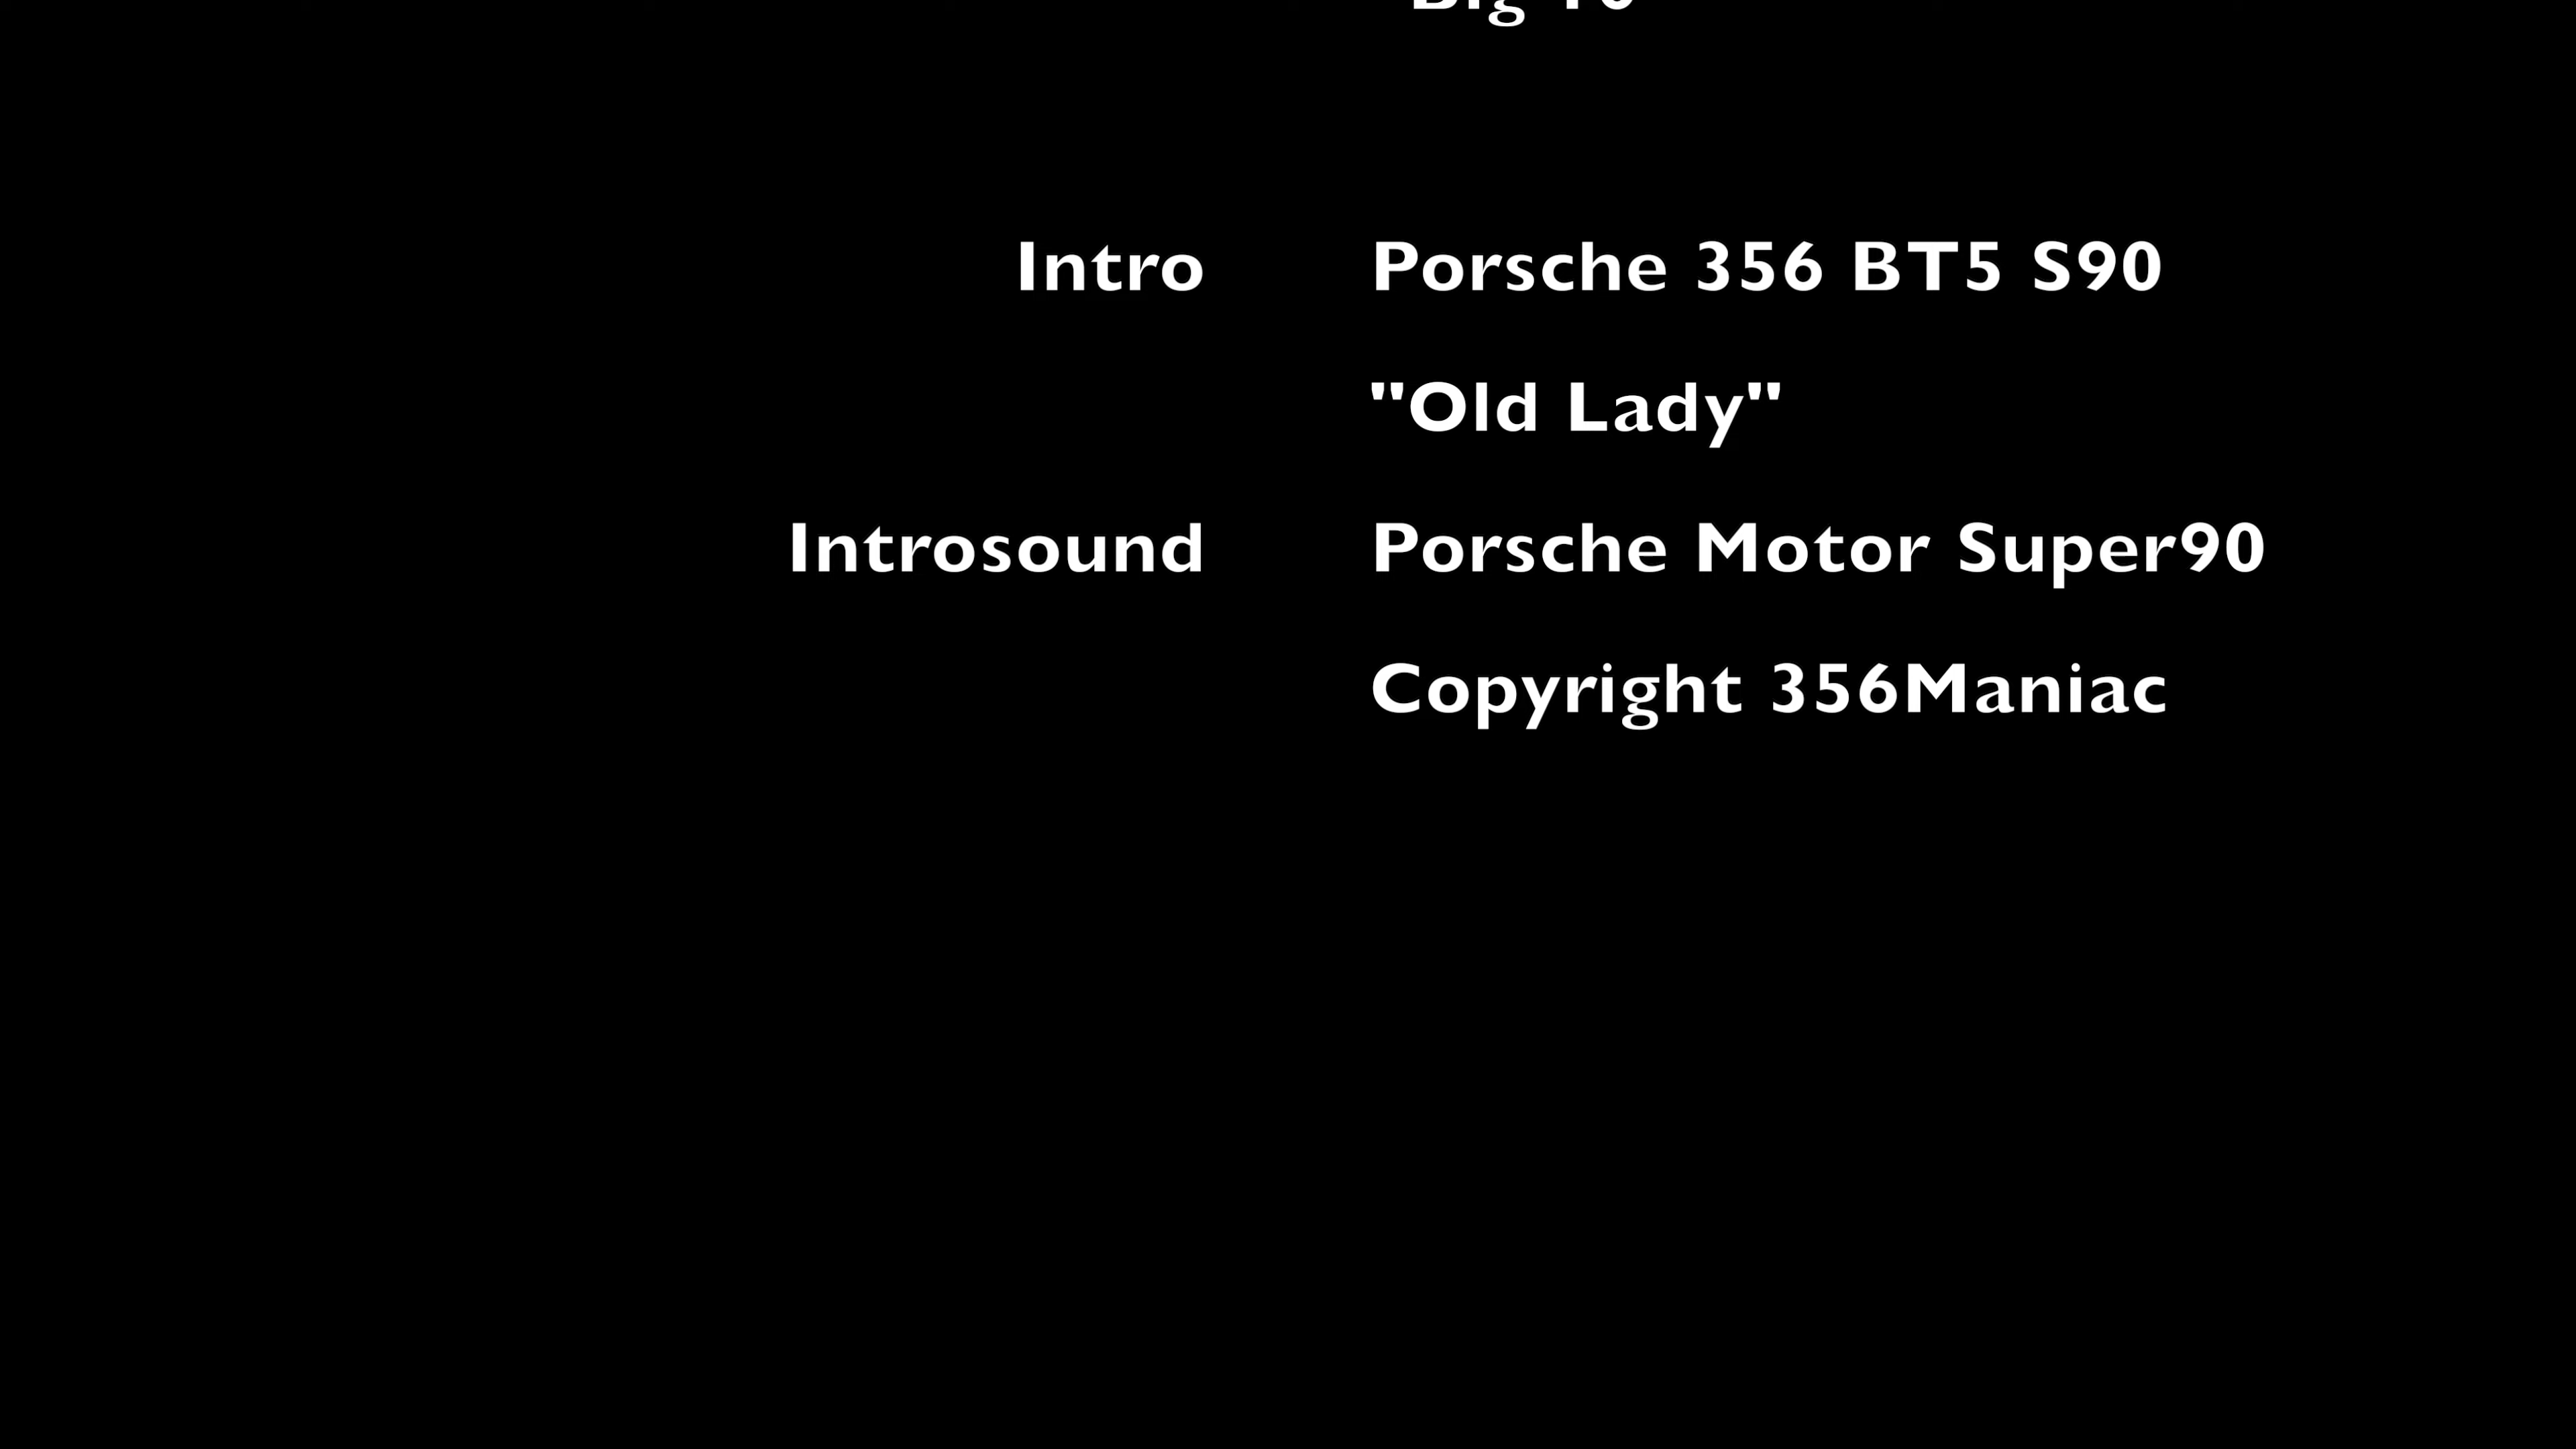 Intro Porsche 356 BT5 S90
"Old Lady"
Introsound Porsche Motor Super90
Copyright 356Maniac